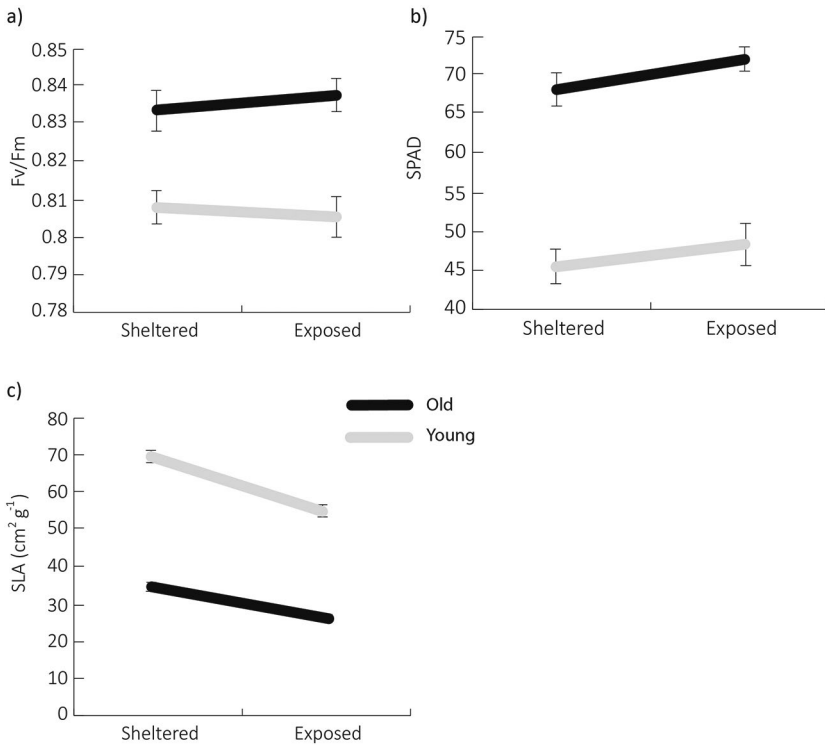 a)
0.85
0.84
0.83
0.82
0.81
0.8
0.79
0.78
Fv/Fm
Sheltered Exposed
b)
75
70
65
60
55
50
45
40
SPAD
Sheltered Exposed
c)
80
70
60
50
40
30
20
10
0
SLA (cm² g⁻¹)
Sheltered Exposed
Old
Young